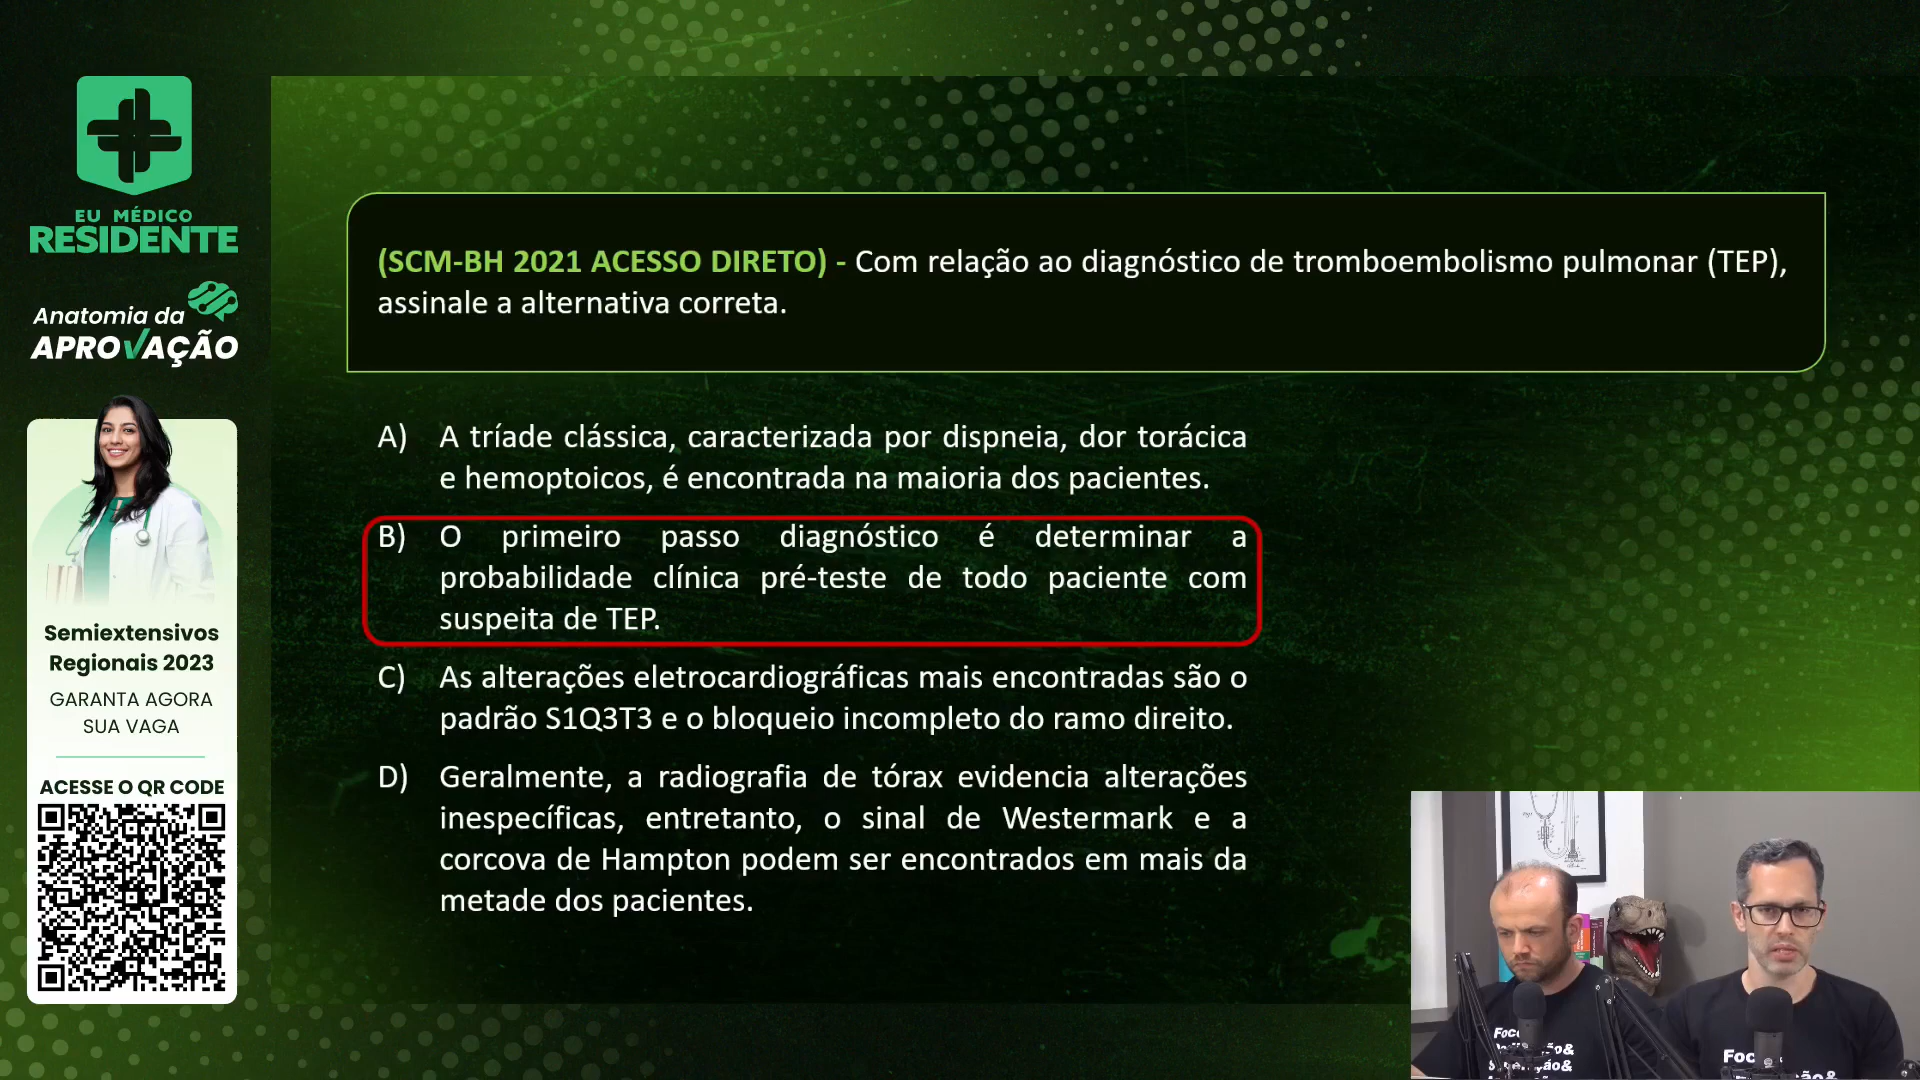 EU MÉDICO
RESIDENTE
Anatomia da
APROVAÇÃO
Semiextensivos
Regionais 2023
GARANTA AGORA
SUA VAGA
ACESSE O QR CODE
(SCM-BH 2021 ACESSO DIRETO) - Com relação ao diagnóstico de tromboembolismo pulmonar (TEP),
assinale a alternativa correta.
A) A tríade clássica, caracterizada por dispneia, dor torácica
e hemoptoicos, é encontrada na maioria dos pacientes.
B) O primeiro passo diagnóstico é determinar a
probabilidade clínica pré-teste de todo paciente com
suspeita de TEP.
C) As alterações eletrocardiográficas mais encontradas são o
padrão S1Q3T3 e o bloqueio incompleto do ramo direito.
D) Geralmente, a radiografia de tórax evidencia alterações
inespecíficas, entretanto, o sinal de Westermark e a
corcova de Hampton podem ser encontrados em mais da
metade dos pacientes.